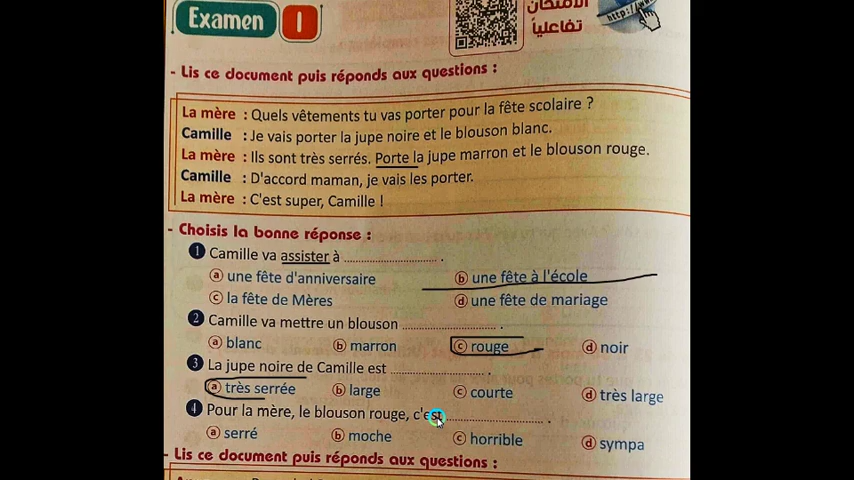 Examen 1
الامتحان
تفاعلياً
- Lis ce document puis réponds aux questions :
La mère : Quels vêtements tu vas porter pour la fête scolaire ?
Camille : Je vais porter la jupe noire et le blouson blanc.
La mère : Ils sont très serrés. Porte la jupe marron et le blouson rouge.
Camille : D'accord maman, je vais les porter.
La mère : C'est super, Camille !
- Choisis la bonne réponse :
1 Camille va assister à .......................... .
a une fête d'anniversaire b une fête à l'école
c la fête de Mères d une fête de mariage
2 Camille va mettre un blouson .......................... .
a blanc b marron c rouge d noir
3 La jupe noire de Camille est .......................... .
a très serrée b large c courte d très large
4 Pour la mère, le blouson rouge, c'est .......................... .
a serré b moche c horrible d sympa
- Lis ce document puis réponds aux questions :